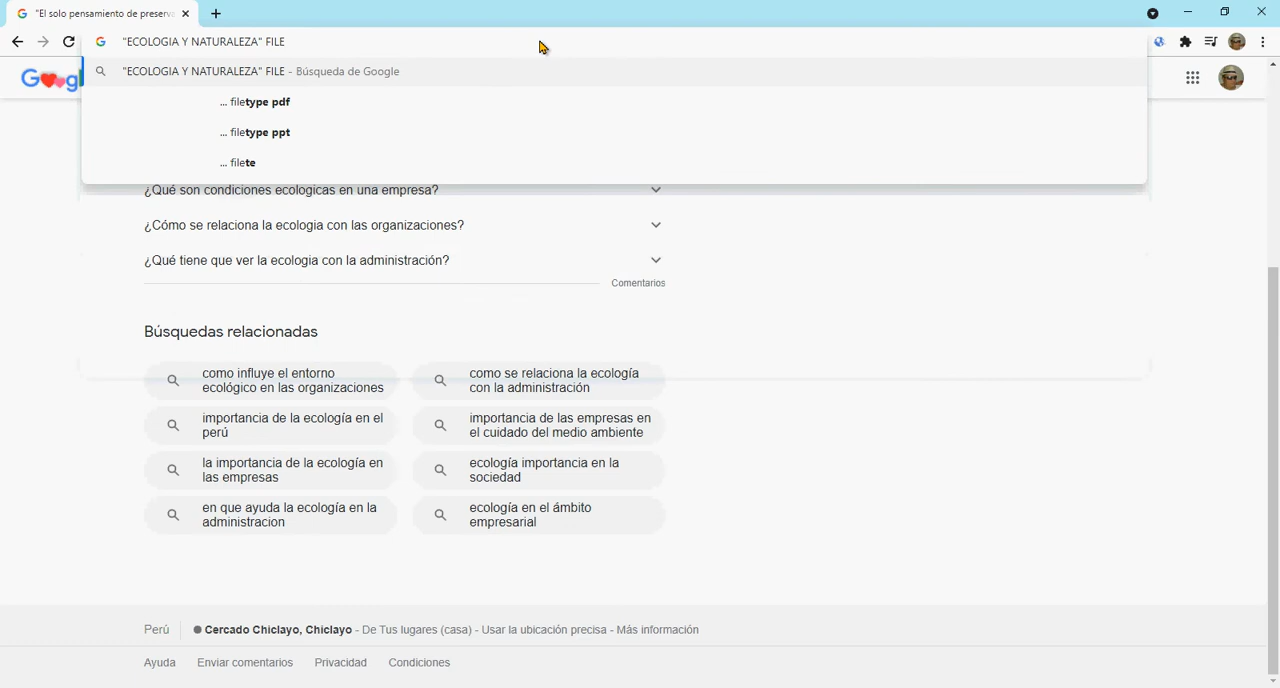 "El solo pensamiento de preserva
"ECOLOGIA Y NATURALEZA" FILE
"ECOLOGIA Y NATURALEZA" FILE - Búsqueda de Google
... filetype pdf
... filetype ppt
... filete
¿Qué son condiciones ecologicas en una empresa?
¿Cómo se relaciona la ecologia con las organizaciones?
¿Qué tiene que ver la ecologia con la administración?
Comentarios
Búsquedas relacionadas
como influye el entorno
ecológico en las organizaciones
como se relaciona la ecología
con la administración
importancia de la ecología en el
perú
importancia de las empresas en
el cuidado del medio ambiente
la importancia de la ecología en
las empresas
ecología importancia en la
sociedad
en que ayuda la ecología en la
administracion
ecología en el ámbito
empresarial
Perú
Cercado Chiclayo, Chiclayo - De Tus lugares (casa) - Usar la ubicación precisa - Más información
Ayuda Enviar comentarios Privacidad Condiciones